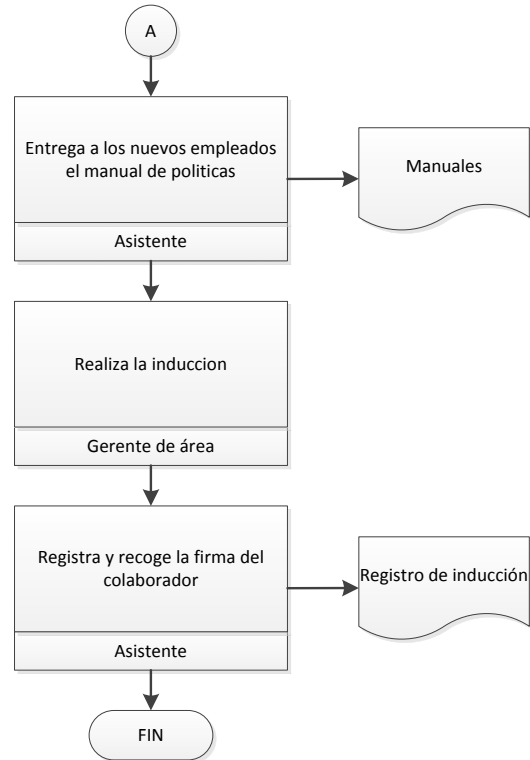 A
Entrega a los nuevos empleados
el manual de politicas
Asistente
Manuales
Realiza la induccion
Gerente de área
Registra y recoge la firma del
colaborador
Asistente
Registro de inducción
FIN